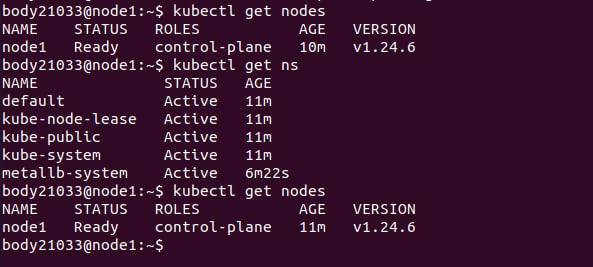 body21033@node1:~$ kubectl get nodes
NAME    STATUS   ROLES           AGE   VERSION
node1   Ready    control-plane   10m   v1.24.6
body21033@node1:~$ kubectl get ns
NAME              STATUS   AGE
default           Active   11m
kube-node-lease   Active   11m
kube-public       Active   11m
kube-system       Active   11m
metallb-system    Active   6m22s
body21033@node1:~$ kubectl get nodes
NAME    STATUS   ROLES           AGE   VERSION
node1   Ready    control-plane   11m   v1.24.6
body21033@node1:~$